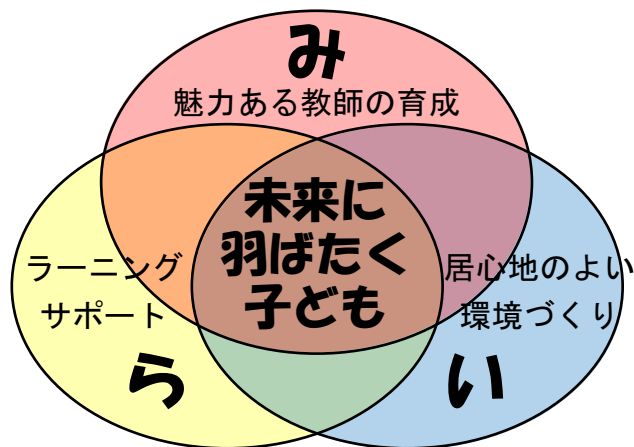 み
魅力ある教師の育成
未来に
羽ばたく
子ども
ラーニング
サポート
ら
居心地のよい
環境づくり
い